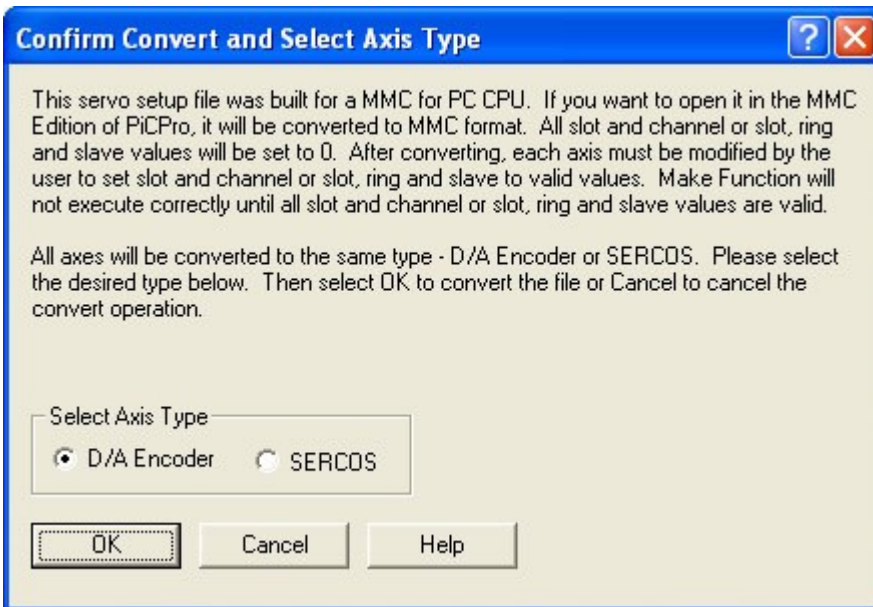 Confirm Convert and Select Axis Type
This servo setup file was built for a MMC for PC CPU.  If you want to open it in the MMC
Edition of PiCPro, it will be converted to MMC format.  All slot and channel or slot, ring
and slave values will be set to 0.  After converting, each axis must be modified by the
user to set slot and channel or slot, ring and slave to valid values.  Make Function will
not execute correctly until all slot and channel or slot, ring and slave values are valid.
All axes will be converted to the same type - D/A Encoder or SERCOS.  Please select
the desired type below.  Then select OK to convert the file or Cancel to cancel the
convert operation.
Select Axis Type
D/A Encoder
SERCOS
OK
Cancel
Help